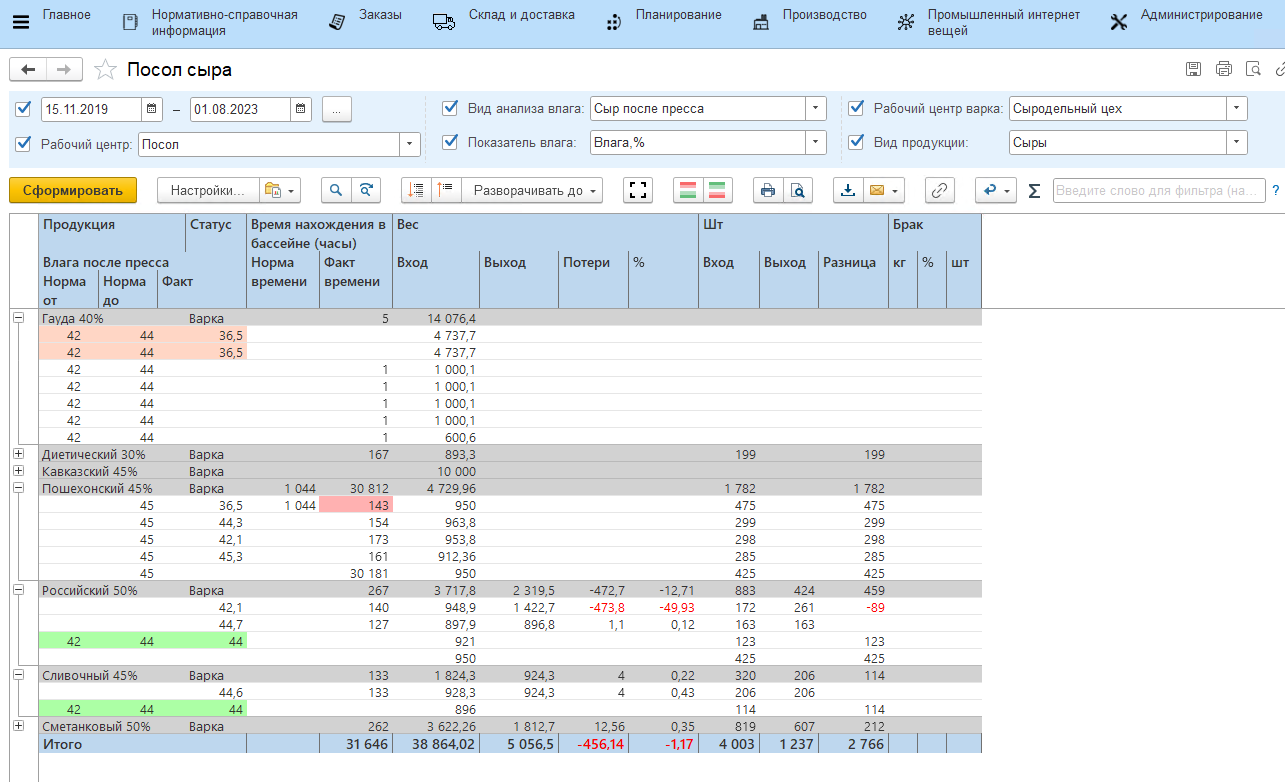 Главное
Нормативно-справочная информация
Заказы
Склад и доставка
Планирование
Производство
Промышленный интернет вещей
Администрирование
Посол сыра
15.11.2019 – 01.08.2023 ...
Вид анализа влага: Сыр после пресса
Рабочий центр варка: Сыродельный цех
Рабочий центр: Посол
Показатель влага: Влага,%
Вид продукции: Сыры
Сформировать Настройки... Разворачивать до Σ Введите слово для фильтра (на... ?
Продукция Статус Время нахождения в бассейне (часы) Вес Шт Брак
Влага после пресса Норма времени Факт времени Вход Выход Потери % Вход Выход Разница кг % шт
Норма от Норма до Факт
Гауда 40% Варка 5 14 076,4
42 44 36,5 4 737,7
42 44 36,5 4 737,7
42 44 1 1 000,1
42 44 1 1 000,1
42 44 1 1 000,1
42 44 1 1 000,1
42 44 1 600,6
Диетический 30% Варка 167 893,3 199 199
Кавказский 45% Варка 10 000
Пошехонский 45% Варка 1 044 30 812 4 729,96 1 782 1 782
45 36,5 1 044 143 950 475 475
45 44,3 154 963,8 299 299
45 42,1 173 953,8 298 298
45 45,3 161 912,36 285 285
45 30 181 950 425 425
Российский 50% Варка 267 3 717,8 2 319,5 -472,7 -12,71 883 424 459
42,1 140 948,9 1 422,7 -473,8 -49,93 172 261 -89
44,7 127 897,9 896,8 1,1 0,12 163 163
42 44 44 921 123 123
950 425 425
Сливочный 45% Варка 133 1 824,3 924,3 4 0,22 320 206 114
44,6 133 928,3 924,3 4 0,43 206 206
42 44 44 896 114 114
Сметанковый 50% Варка 262 3 622,26 1 812,7 12,56 0,35 819 607 212
Итого 31 646 38 864,02 5 056,5 -456,14 -1,17 4 003 1 237 2 766